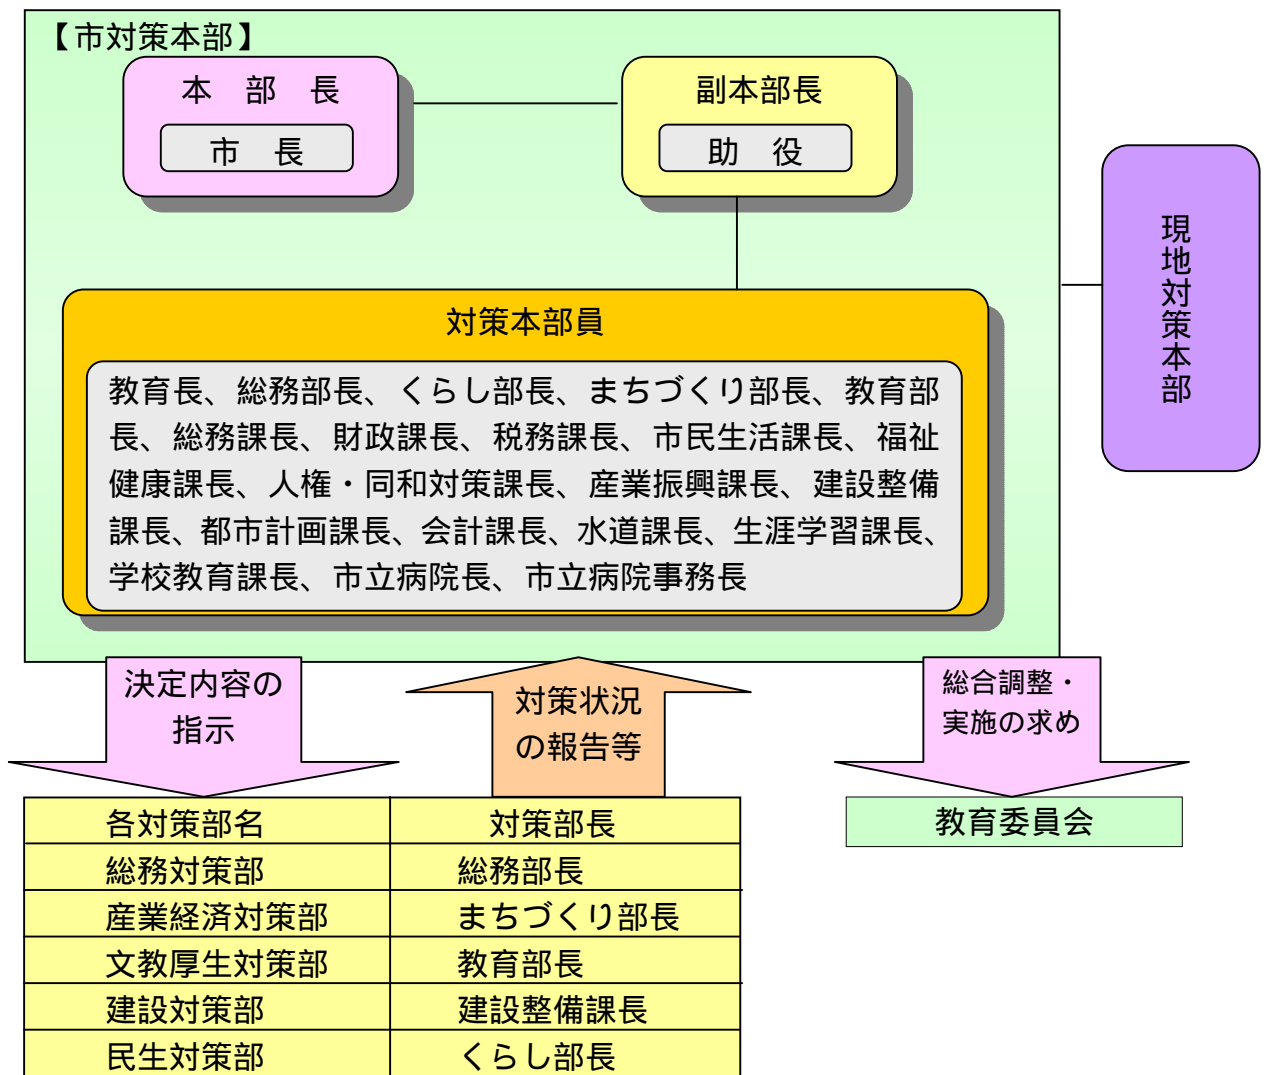 【市対策本部】
本　部　長
市　長
副本部長
助　役
対策本部員
教育長、総務部長、くらし部長、まちづくり部長、教育部
長、総務課長、財政課長、税務課長、市民生活課長、福祉
健康課長、人権・同和対策課長、産業振興課長、建設整備
課長、都市計画課長、会計課長、水道課長、生涯学習課長、
学校教育課長、市立病院長、市立病院事務長
現地対策本部
決定内容の
指示
対策状況
の報告等
総合調整・
実施の求め
教育委員会
各対策部名　対策部長
総務対策部　総務部長
産業経済対策部　まちづくり部長
文教厚生対策部　教育部長
建設対策部　建設整備課長
民生対策部　くらし部長